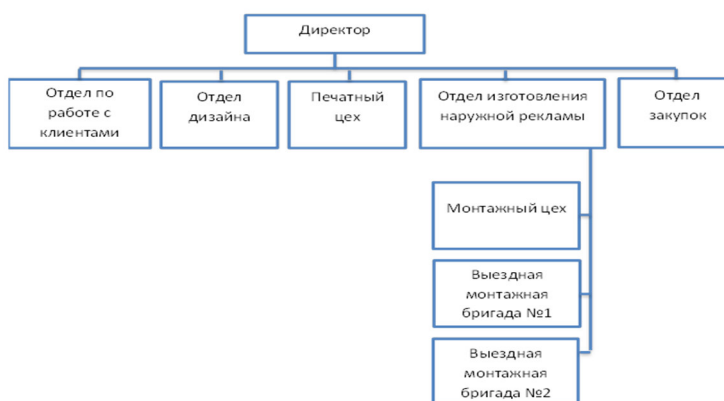 Директор
Отдел по
работе с
клиентами
Отдел
дизайна
Печатный
цех
Отдел изготовления
наружной рекламы
Отдел
закупок
Монтажный цех
Выездная
монтажная
бригада №1
Выездная
монтажная
бригада №2